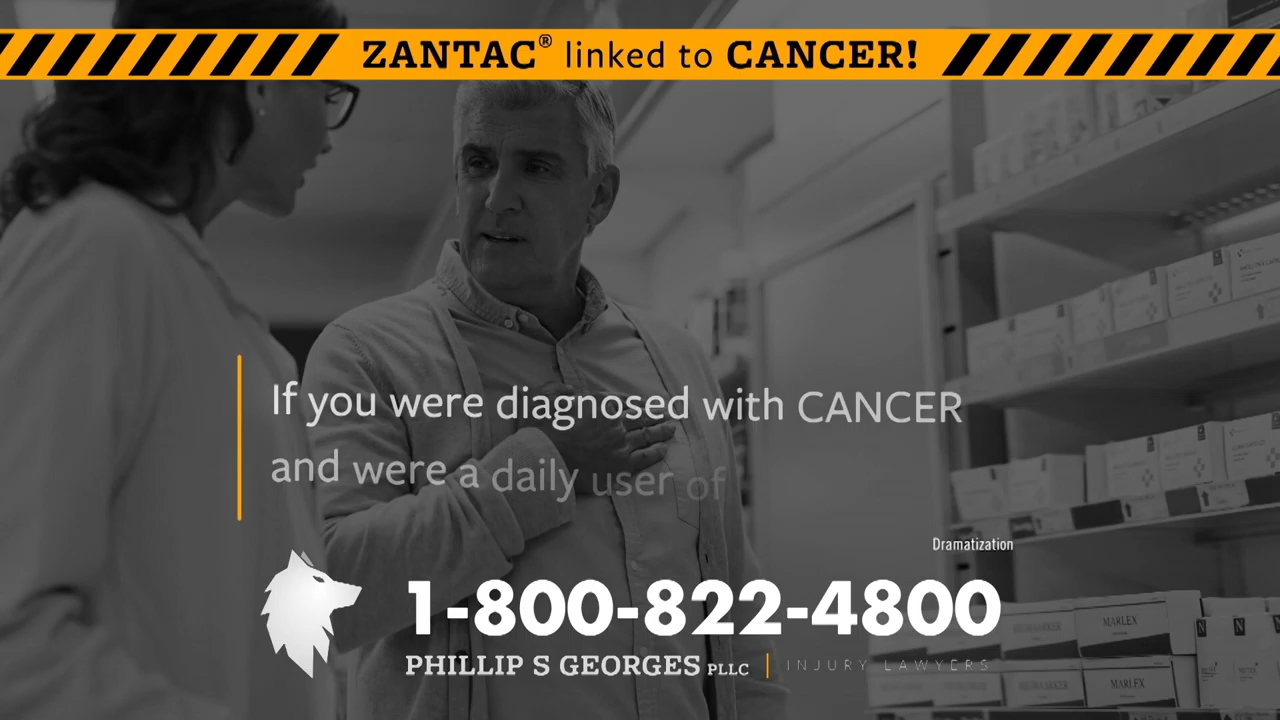 ZANTAC® linked to CANCER!
If you were diagnosed with CANCER
and were a daily user of
Dramatization
1-800-822-4800
PHILLIP S GEORGES PLLC | INJURY LAWYERS
MARLEX
MARLEX